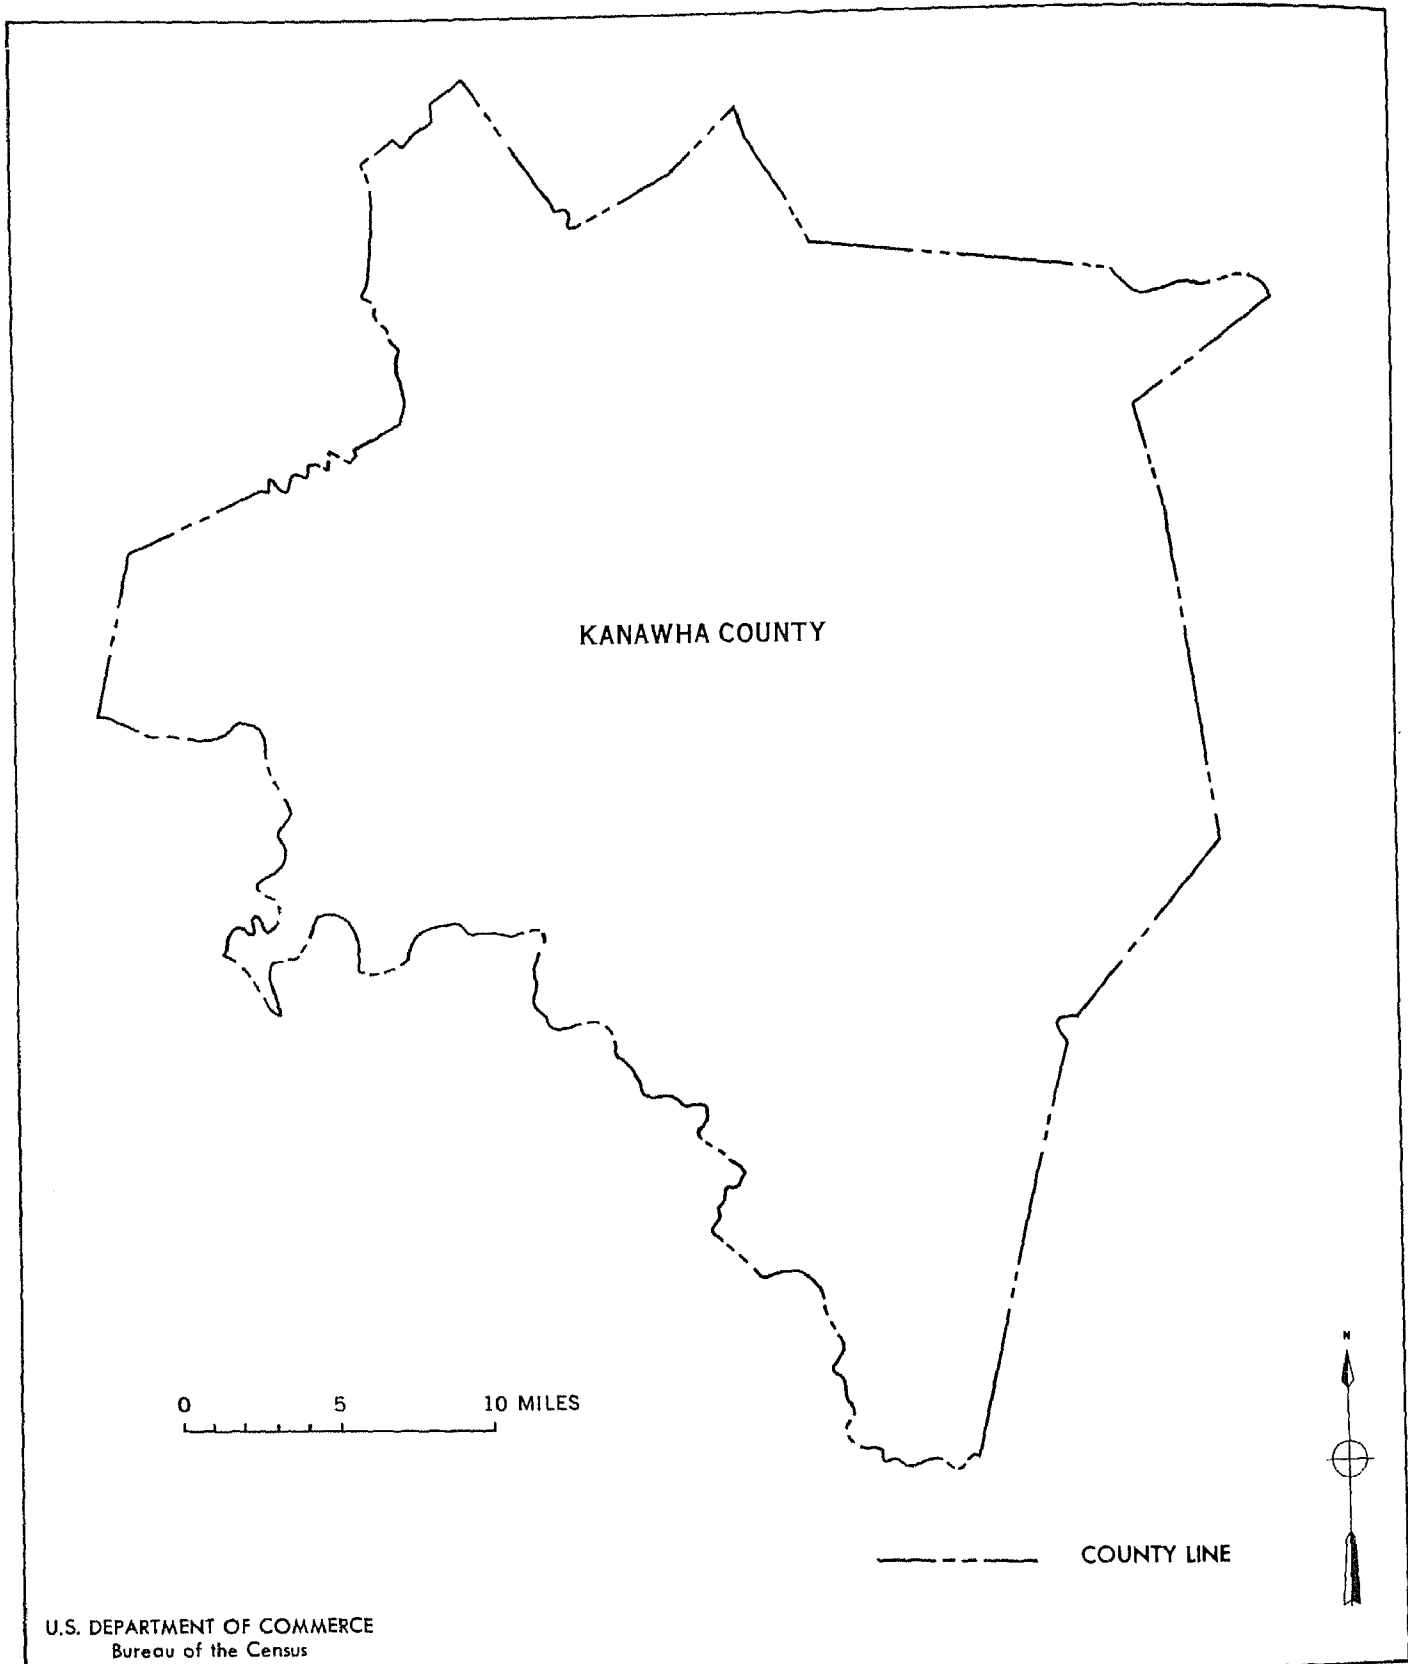 KANAWHA COUNTY
N
0 5 10 MILES
COUNTY LINE
U.S. DEPARTMENT OF COMMERCE
Bureau of the Census